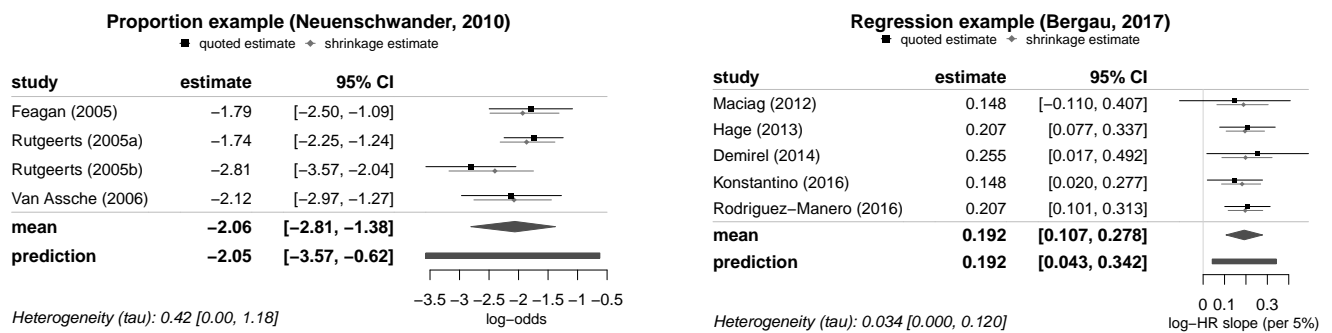 Proportion example (Neuenschwander, 2010)
quoted estimate shrinkage estimate
study estimate 95% CI
Feagan (2005) −1.79 [−2.50, −1.09]
Rutgeerts (2005a) −1.74 [−2.25, −1.24]
Rutgeerts (2005b) −2.81 [−3.57, −2.04]
Van Assche (2006) −2.12 [−2.97, −1.27]
mean −2.06 [−2.81, −1.38]
prediction −2.05 [−3.57, −0.62]
−3.5 −3 −2.5 −2 −1.5 −1 −0.5
log−odds
Heterogeneity (tau): 0.42 [0.00, 1.18]
Regression example (Bergau, 2017)
quoted estimate shrinkage estimate
study estimate 95% CI
Maciag (2012) 0.148 [−0.110, 0.407]
Hage (2013) 0.207 [0.077, 0.337]
Demirel (2014) 0.255 [0.017, 0.492]
Konstantino (2016) 0.148 [0.020, 0.277]
Rodriguez−Manero (2016) 0.207 [0.101, 0.313]
mean 0.192 [0.107, 0.278]
prediction 0.192 [0.043, 0.342]
0 0.1 0.3
log−HR slope (per 5%)
Heterogeneity (tau): 0.034 [0.000, 0.120]